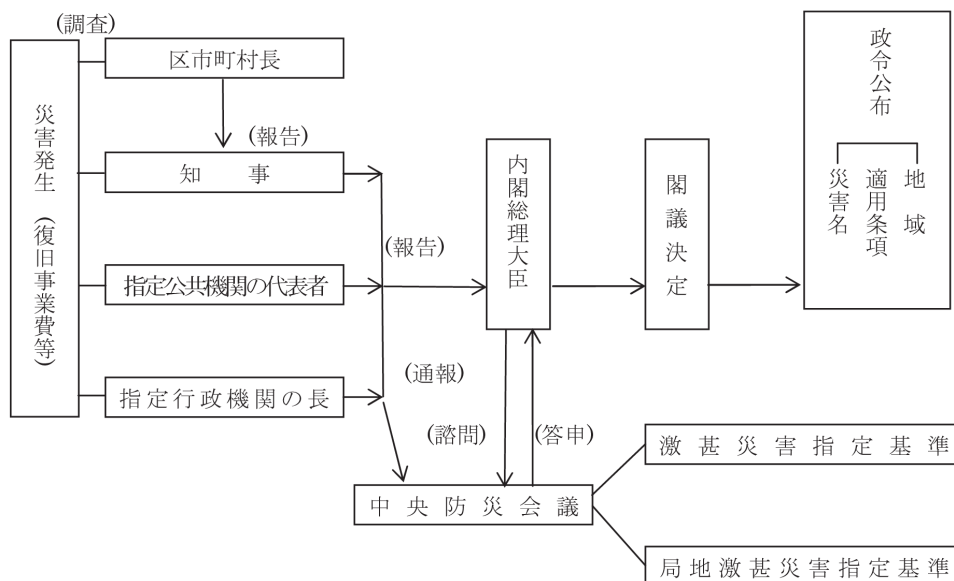 (調査)
災害発生 (復旧事業費等)
区市町村長
(報告)
知 事
指定公共機関の代表者
指定行政機関の長
(報告)
(通報)
内閣総理大臣
閣議決定
政令公布
災害名
適用条項
地域
(諮問)
(答申)
中央防災会議
激甚災害指定基準
局地激甚災害指定基準